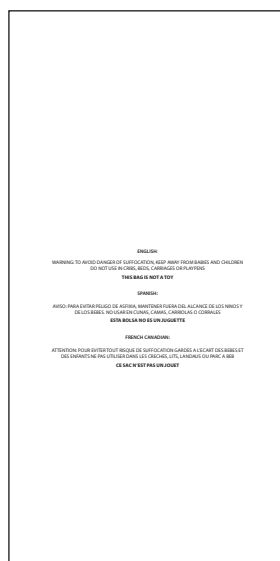 ENGLISH:
WARNING TO AVOID DANGER OF SUFFOCATION, KEEP AWAY FROM BABIES AND CHILDREN
DO NOT USE IN CRIBS, BEDS, CARRIAGES OR PLAYPENS
THIS BAG IS NOT A TOY
SPANISH:
AVISO: PARA EVITAR PELIGO DE ASFIXIA, MANTENER FUERA DEL ALCANCE DE LOS NINOS Y
DE LOS BEBES. NO USAR EN CUNAS, CAMAS, CARRIOLAS O CORRALES
ESTA BOLSA NO ES UN JUGUETTE
FRENCH CANADIAN:
ATTENTION: POUR EVITER TOUT RISQUE DE SUFFOCATION GARDES A L'ECART DES BEBES ET
DES ENFANTS NE PAS UTILISER DANS LES CRECHES, LITS, LANDAUS OU PARC A BEB
CE SAC N'EST PAS UN JOUET